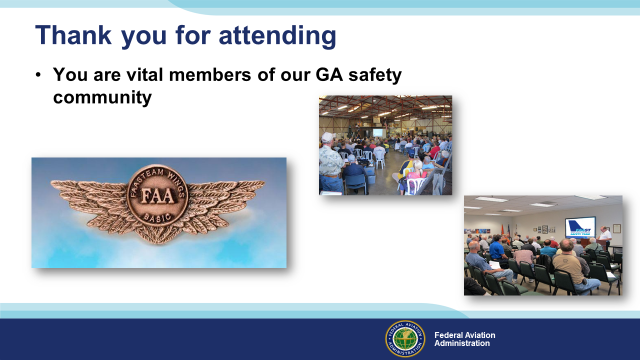 Thank you for attending
• You are vital members of our GA safety
community
FAASTEAM WINGS
FAA
BASIC
Federal Aviation
Administration